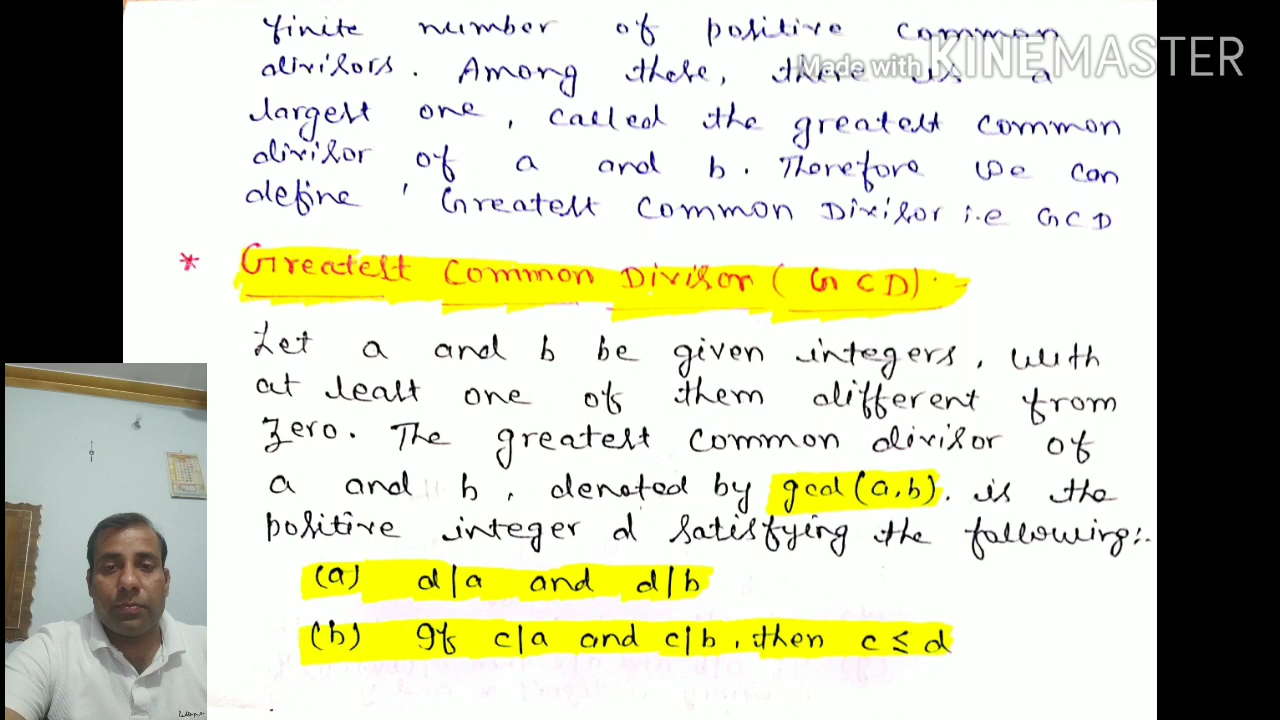 finite number of positive common
divisors. Among these, there is a
largest one, called the greatest common
divisor of a and b. Therefore we can
define ' Greatest Common Divisor i.e GCD
Made with KINEMASTER
* Greatest Common Divisor (GCD):-
Let a and b be given integers, with
at least one of them different from
zero. The greatest common divisor of
a and b, denoted by gcd(a,b). is the
positive integer d satisfying the following:-
(a) d|a and d|b
(b) If c|a and c|b, then c ≤ d